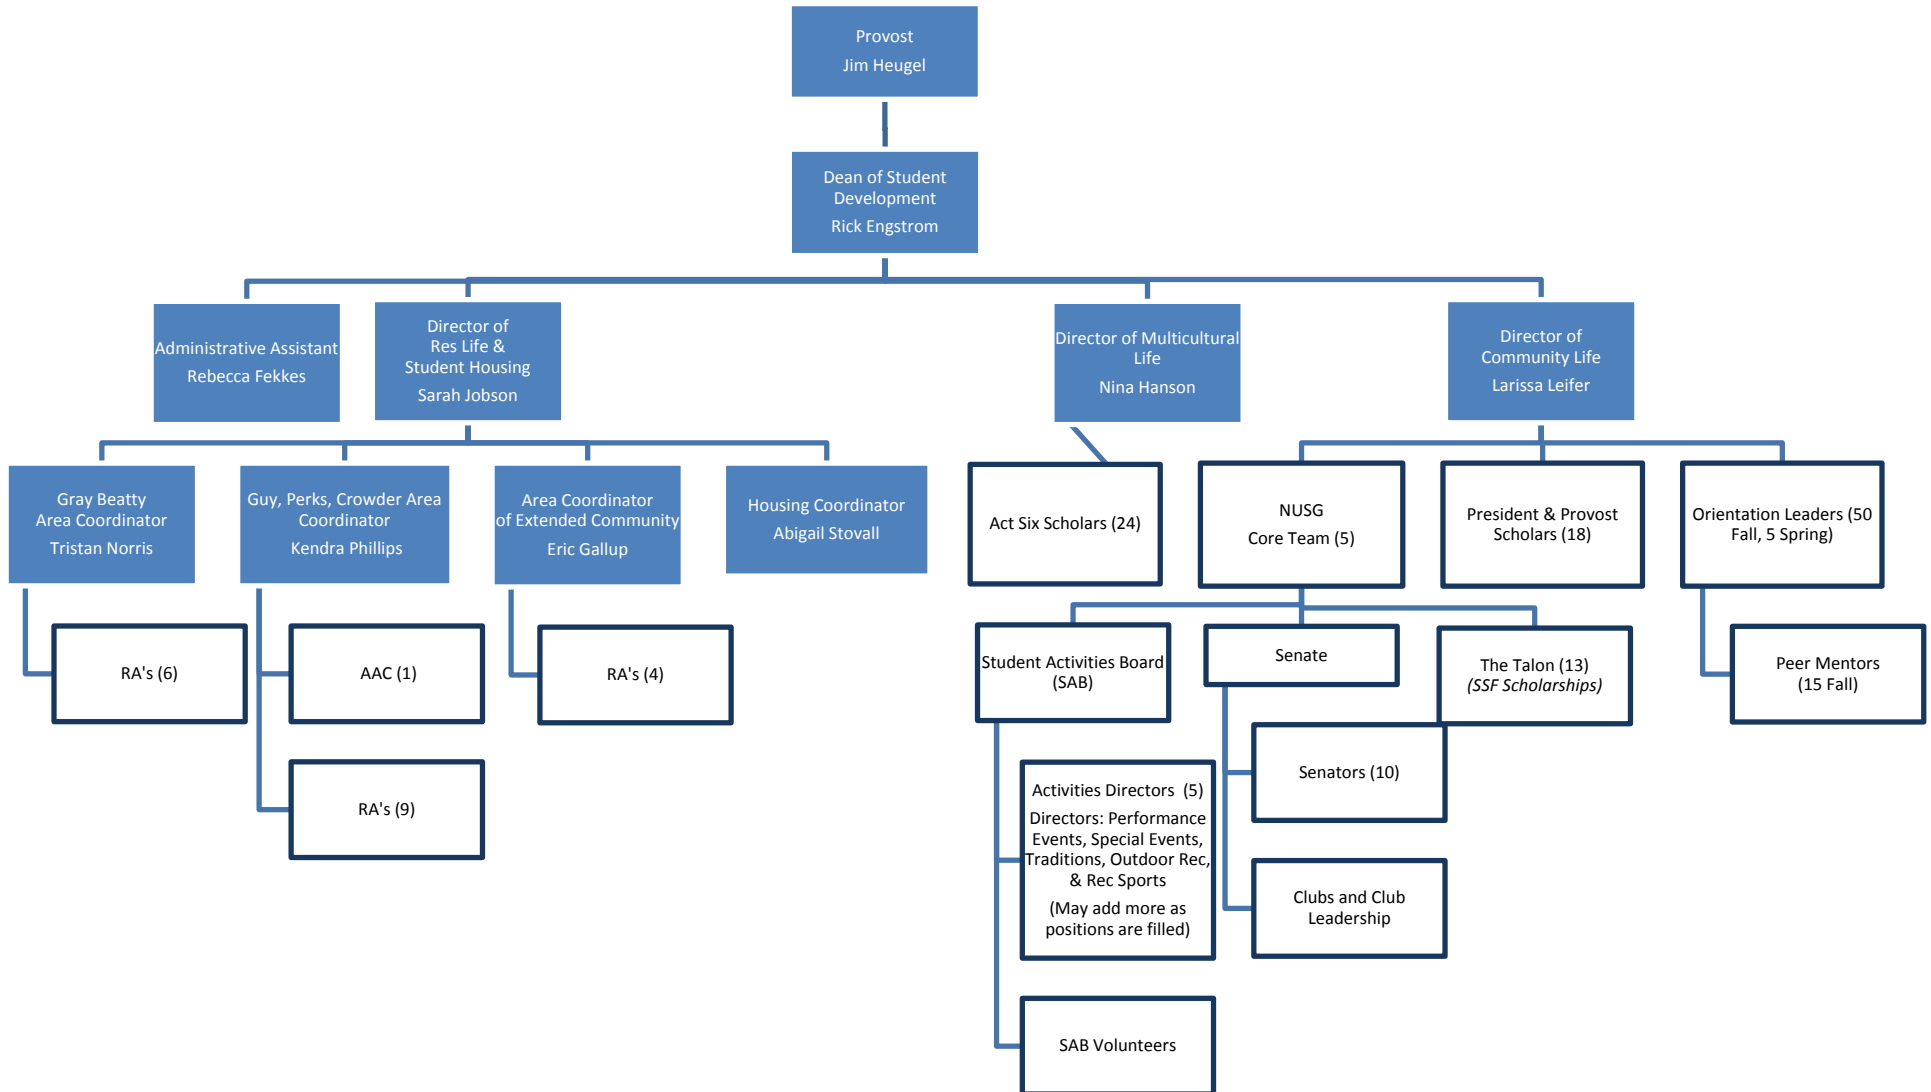 Provost
Jim Heugel
Dean of Student
Development
Rick Engstrom
Administrative Assistant
Rebecca Fekkes
Director of
Res Life &
Student Housing
Sarah Jobson
Director of Multicultural
Life
Nina Hanson
Director of
Community Life
Larissa Leifer
Gray Beatty
Area Coordinator
Tristan Norris
Guy, Perks, Crowder Area
Coordinator
Kendra Phillips
Area Coordinator
of Extended Community
Eric Gallup
Housing Coordinator
Abigail Stovall
Act Six Scholars (24)
NUSG
Core Team (5)
President & Provost
Scholars (18)
Orientation Leaders (50
Fall, 5 Spring)
RA's (6)
AAC (1)
RA's (9)
RA's (4)
Student Activities Board
(SAB)
Senate
The Talon (13)
(SSF Scholarships)
Peer Mentors
(15 Fall)
Activities Directors  (5)
Directors: Performance
Events, Special Events,
Traditions, Outdoor Rec,
& Rec Sports
(May add more as
positions are filled)
Senators (10)
Clubs and Club
Leadership
SAB Volunteers